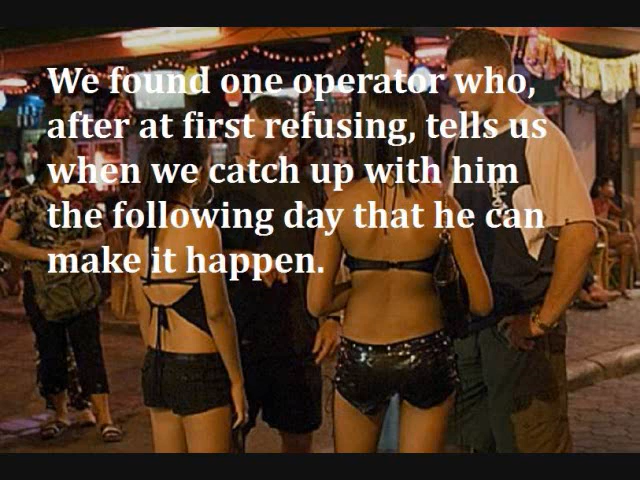 We found one operator who,
after at first refusing, tells us
when we catch up with him
the following day that he can
make it happen.